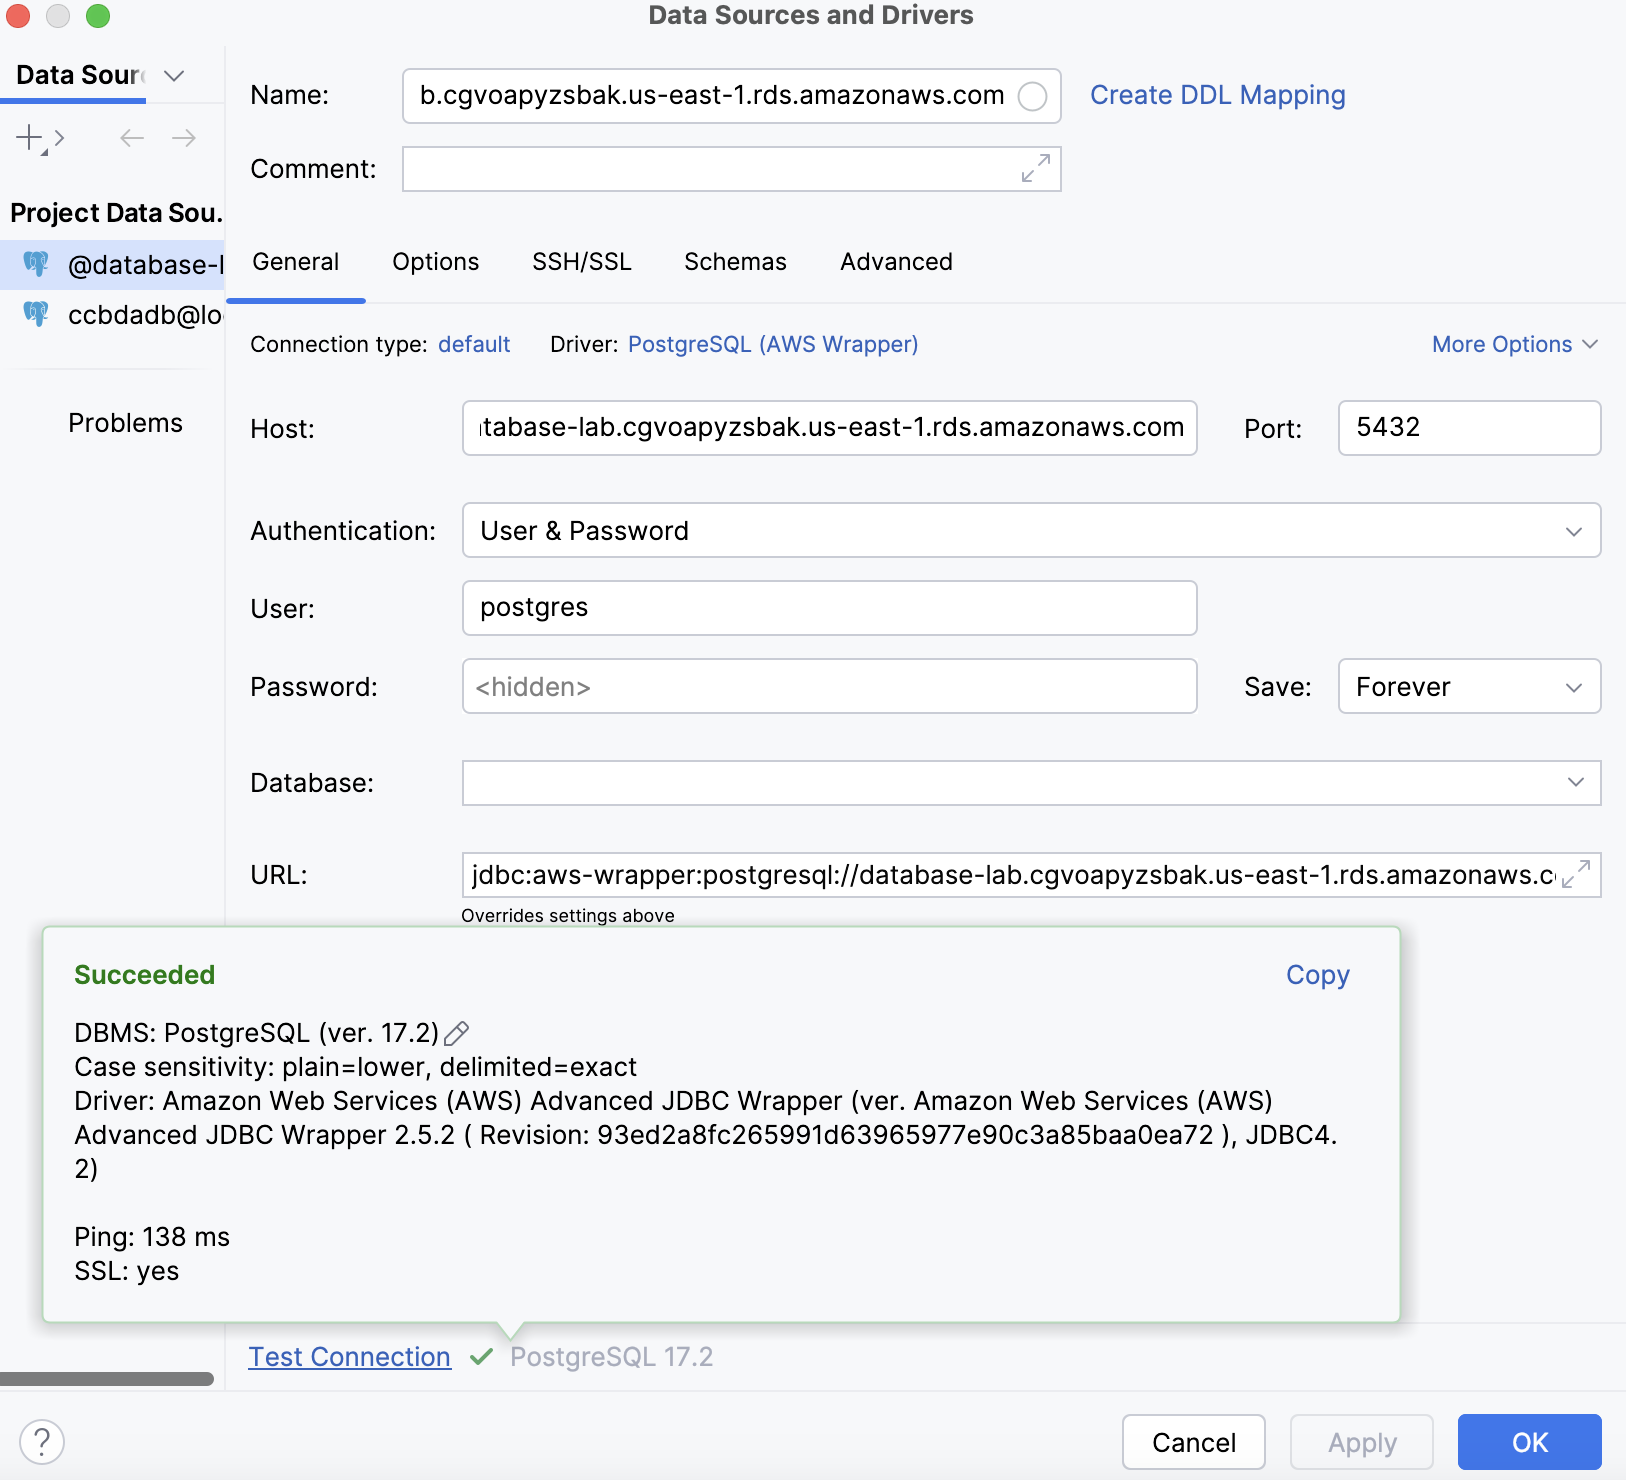 Data Sources and Drivers
Data Sour
Name: b.cgvoapyzsbak.us-east-1.rds.amazonaws.com Create DDL Mapping
Comment:
Project Data Sou.
@database-l
ccbdadb@lo
Problems
General Options SSH/SSL Schemas Advanced
Connection type: default Driver: PostgreSQL (AWS Wrapper) More Options
Host: tabase-lab.cgvoapyzsbak.us-east-1.rds.amazonaws.com Port: 5432
Authentication: User & Password
User: postgres
Password: <hidden> Save: Forever
Database:
URL: jdbc:aws-wrapper:postgresql://database-lab.cgvoapyzsbak.us-east-1.rds.amazonaws.c
Overrides settings above
Succeeded Copy
DBMS: PostgreSQL (ver. 17.2)
Case sensitivity: plain=lower, delimited=exact
Driver: Amazon Web Services (AWS) Advanced JDBC Wrapper (ver. Amazon Web Services (AWS)
Advanced JDBC Wrapper 2.5.2 ( Revision: 93ed2a8fc265991d63965977e90c3a85baa0ea72 ), JDBC4.
2)
Ping: 138 ms
SSL: yes
Test Connection PostgreSQL 17.2
? Cancel Apply OK